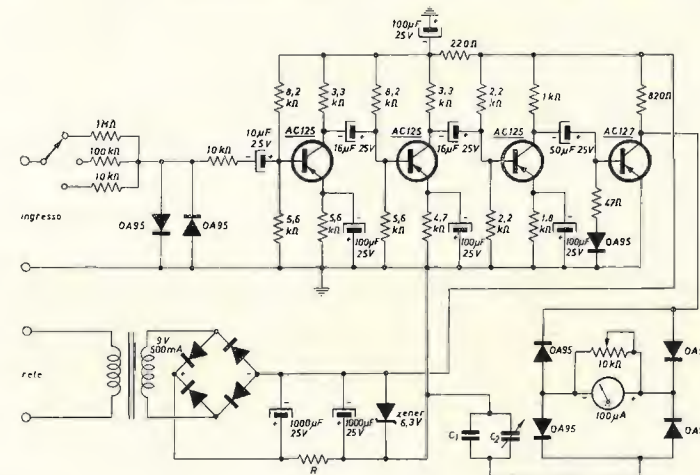 100µF
25V
220Ω
8,2
kΩ
3,3
kΩ
8,2
kΩ
3,3
kΩ
2,2
kΩ
1kΩ
820Ω
1MΩ
100kΩ
10kΩ
10kΩ
10µF
25V
AC125
16µF 25V
AC125
16µF 25V
AC125
50µF 25V
AC127
ingresso
OA95
OA95
5,6
kΩ
5,6
kΩ
100µF
25V
5,6
kΩ
4,7
kΩ
100µF
25V
2,2
kΩ
1,8
kΩ
100µF
25V
47Ω
OA95
rete
9V
500mA
1000µF
25V
1000µF
25V
zener
6,3V
R
C1
C2
OA95
10kΩ
100µA
OA95